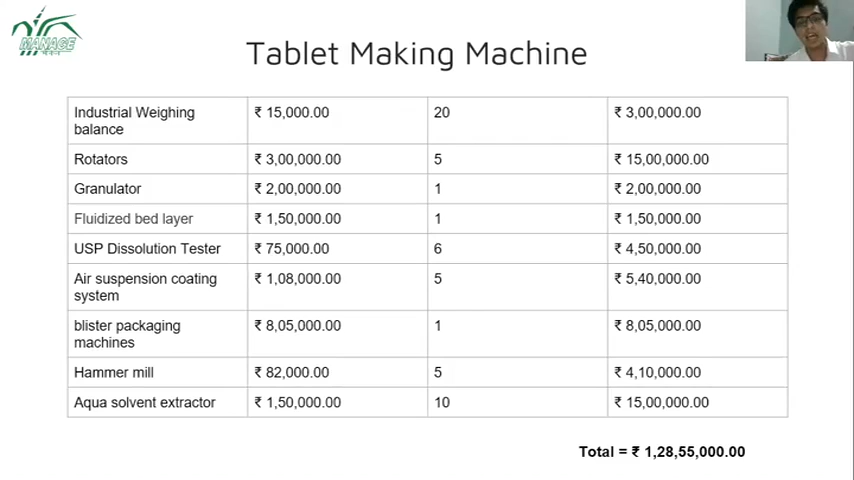 MANAGE
Tablet Making Machine
Industrial Weighing balance ₹ 15,000.00 20 ₹ 3,00,000.00
Rotators ₹ 3,00,000.00 5 ₹ 15,00,000.00
Granulator ₹ 2,00,000.00 1 ₹ 2,00,000.00
Fluidized bed layer ₹ 1,50,000.00 1 ₹ 1,50,000.00
USP Dissolution Tester ₹ 75,000.00 6 ₹ 4,50,000.00
Air suspension coating system ₹ 1,08,000.00 5 ₹ 5,40,000.00
blister packaging machines ₹ 8,05,000.00 1 ₹ 8,05,000.00
Hammer mill ₹ 82,000.00 5 ₹ 4,10,000.00
Aqua solvent extractor ₹ 1,50,000.00 10 ₹ 15,00,000.00
Total = ₹ 1,28,55,000.00